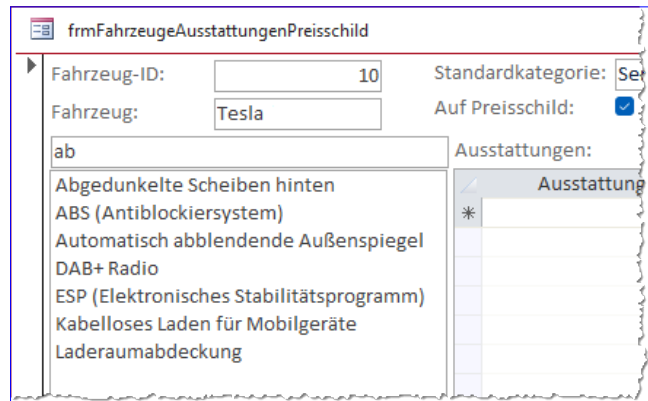 frmFahrzeugeAusstattungenPreisschild
Fahrzeug-ID: 10 Standardkategorie:
Fahrzeug: Tesla Auf Preisschild:
ab Ausstattungen:
Abgedunkelte Scheiben hinten
ABS (Antiblockiersystem)
Automatisch abblendende Außenspiegel
DAB+ Radio
ESP (Elektronisches Stabilitätsprogramm)
Kabelloses Laden für Mobilgeräte
Laderaumabdeckung
Ausstattung